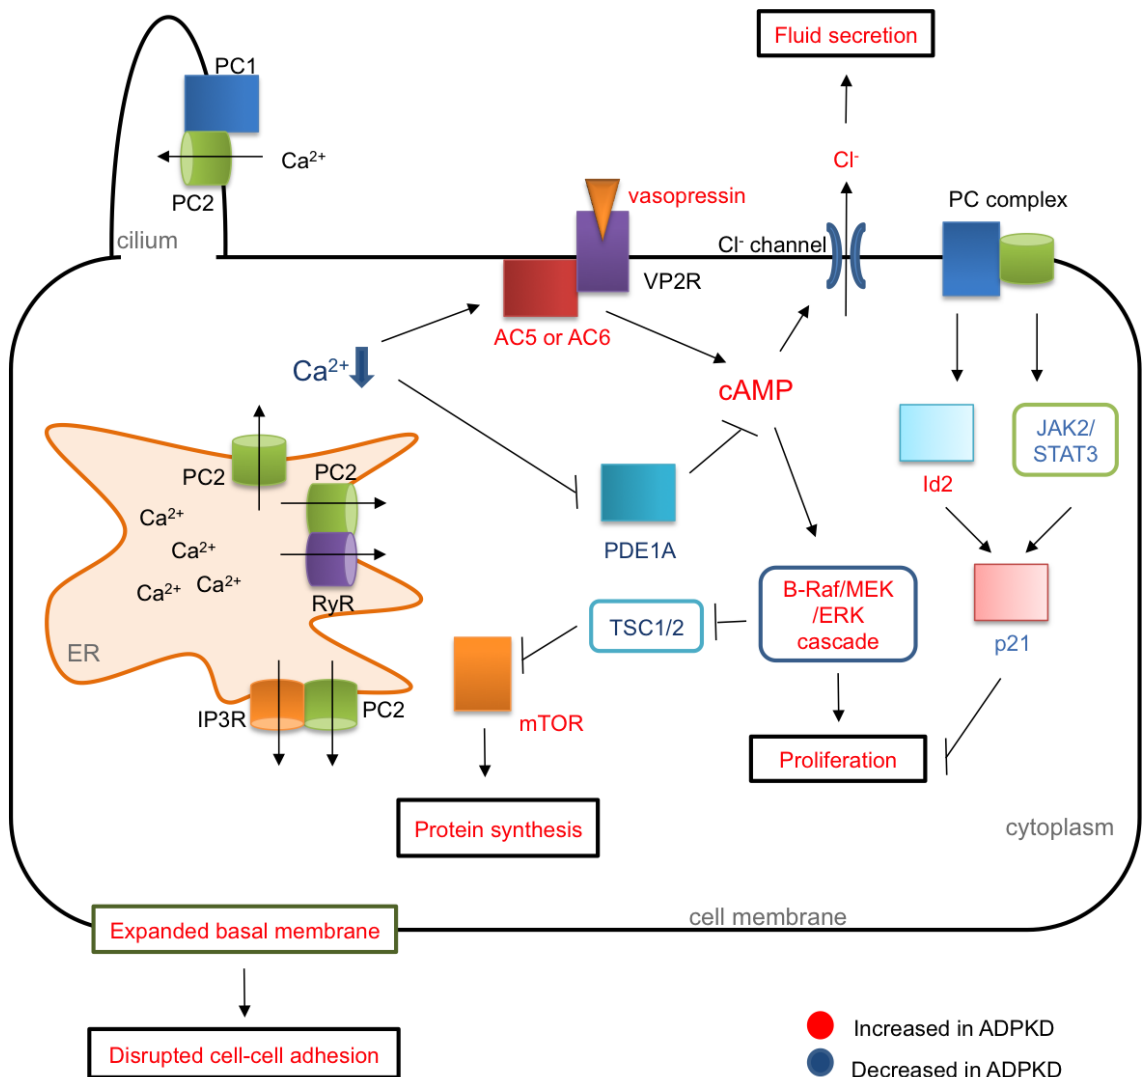 Fluid secretion
PC1
Ca²⁺
PC2
cilium
Cl⁻
vasopressin
PC complex
Cl⁻ channel
VP2R
AC5 or AC6
Ca²⁺
cAMP
JAK2/
STAT3
Id2
PC2
PC2
Ca²⁺
Ca²⁺
Ca²⁺
Ca²⁺
RyR
ER
PDE1A
B-Raf/MEK
/ERK
cascade
TSC1/2
p21
IP3R
PC2
mTOR
Proliferation
Protein synthesis
cytoplasm
cell membrane
Expanded basal membrane
Disrupted cell-cell adhesion
Increased in ADPKD
Decreased in ADPKD